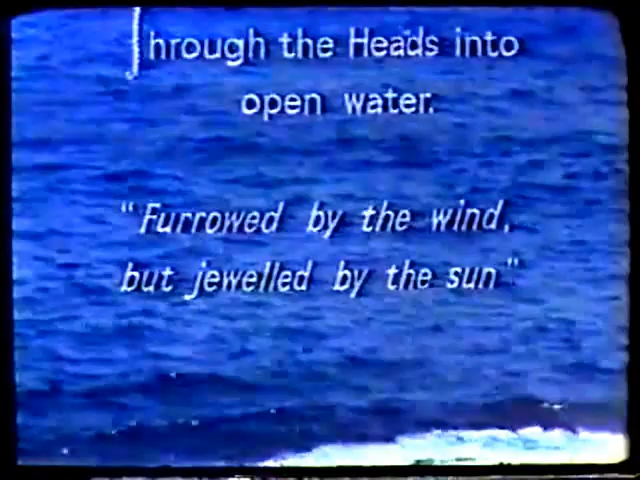 Through the Heads into
open water.
"Furrowed by the wind,
but jewelled by the sun"